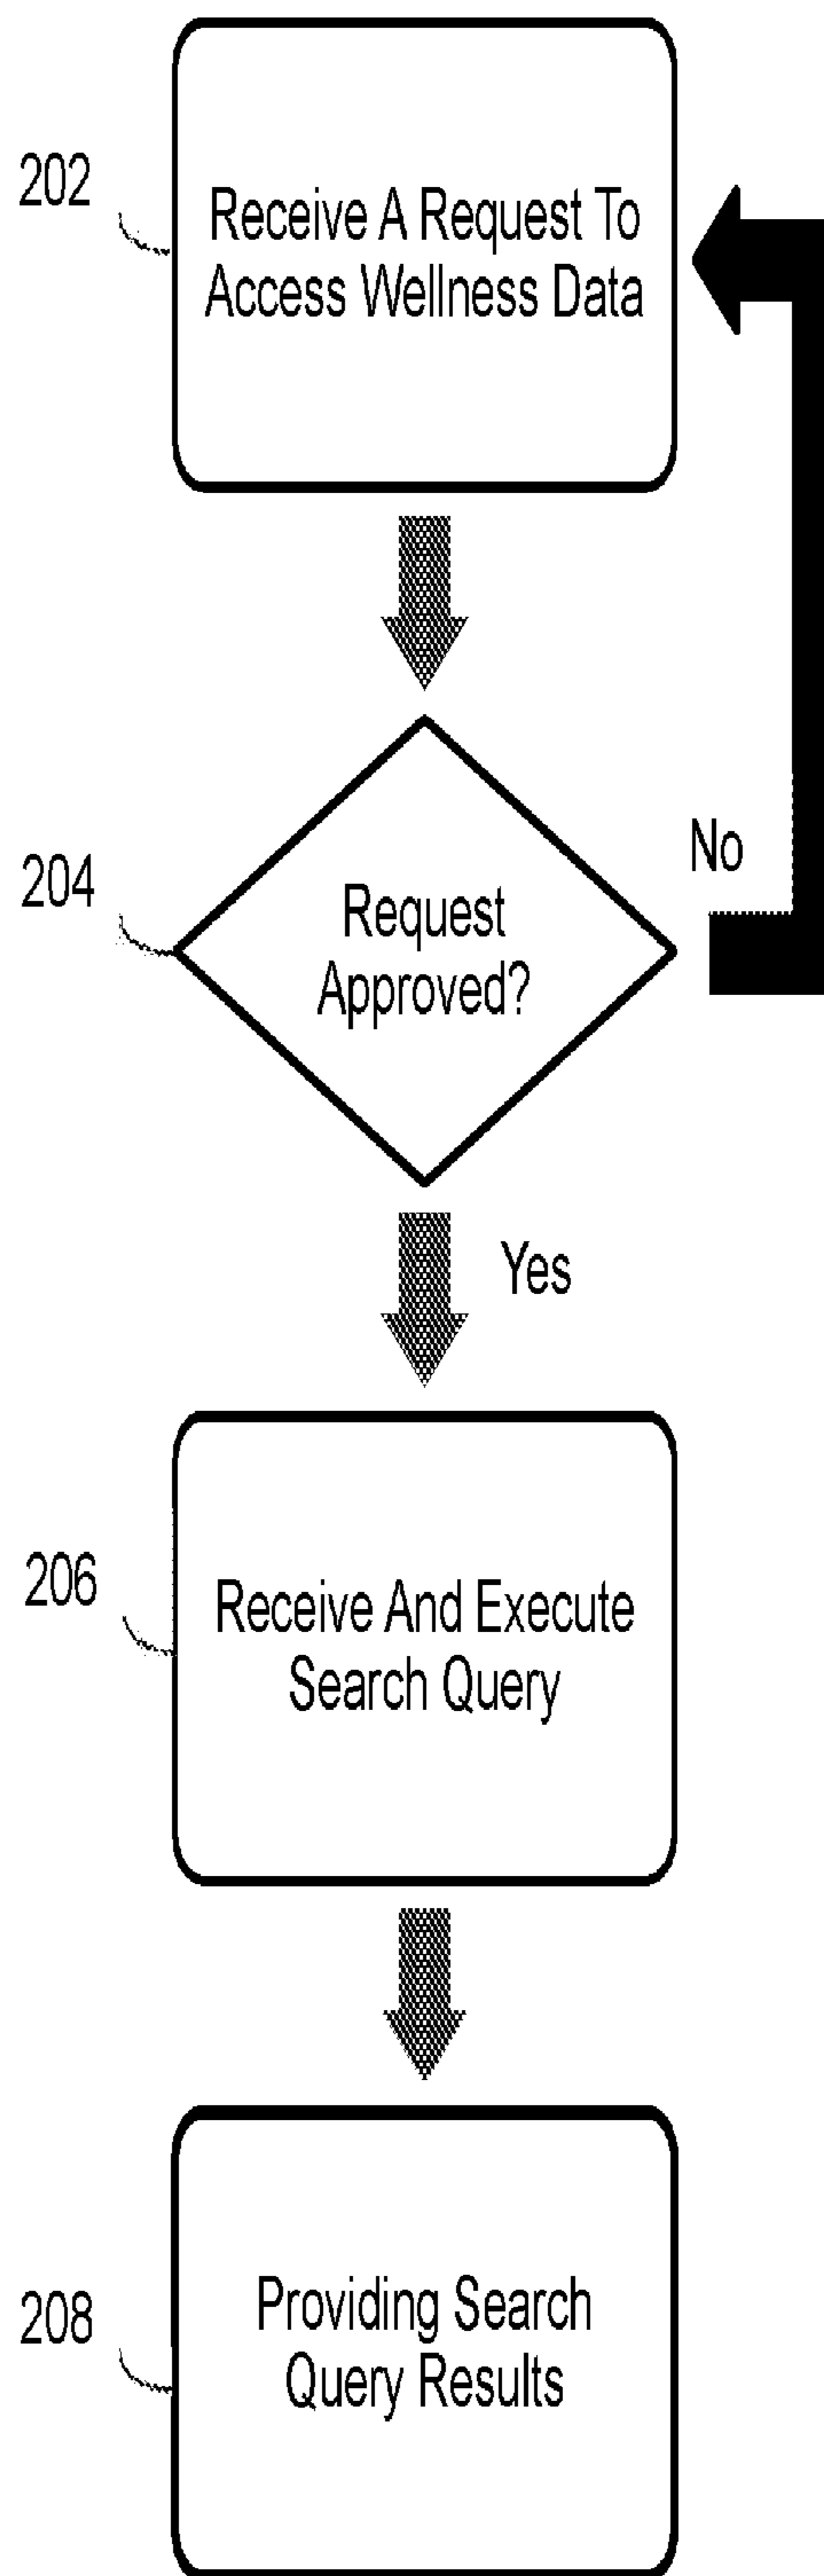 202
Receive A Request To
Access Wellness Data
204
Request
Approved?
No
Yes
206
Receive And Execute
Search Query
208
Providing Search
Query Results